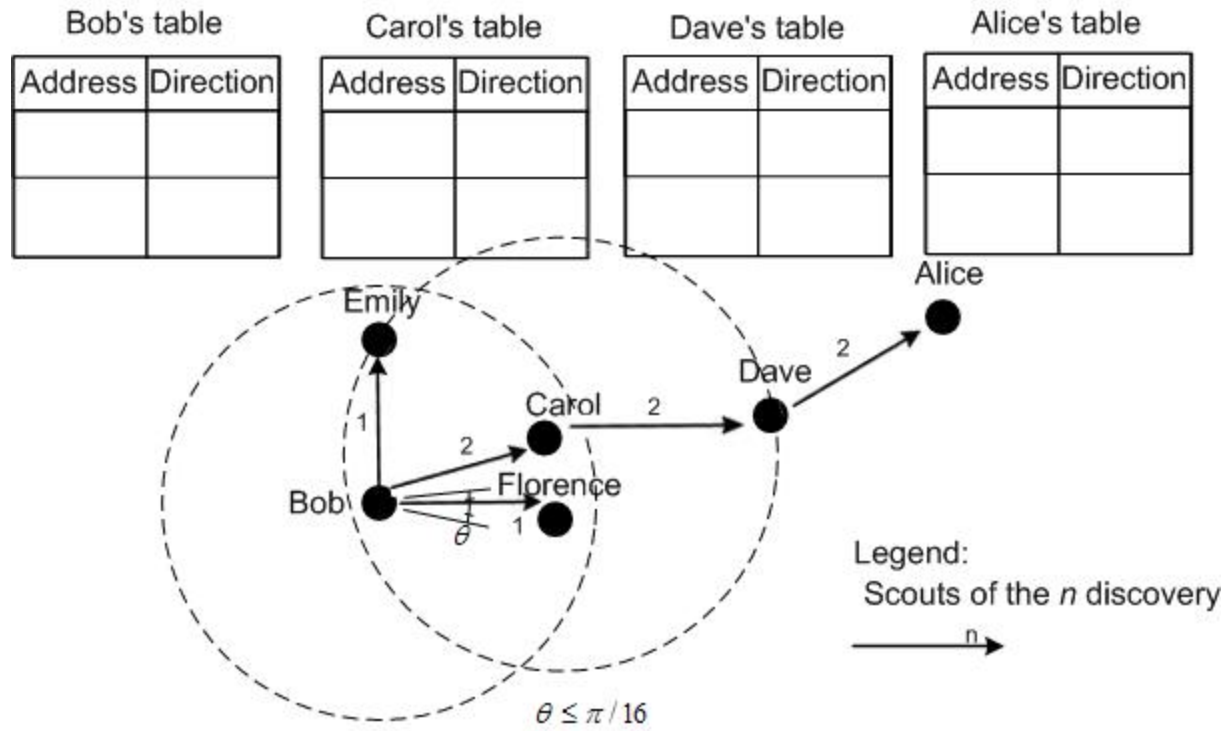 Bob's table
Carol's table
Dave's table
Alice's table
Address Direction
Address Direction
Address Direction
Address Direction
Alice
Emily
2
Dave
Carol
2
1
2
Florence
Bob
θ
1
Legend:
Scouts of the n discovery
n
θ ≤ π / 16